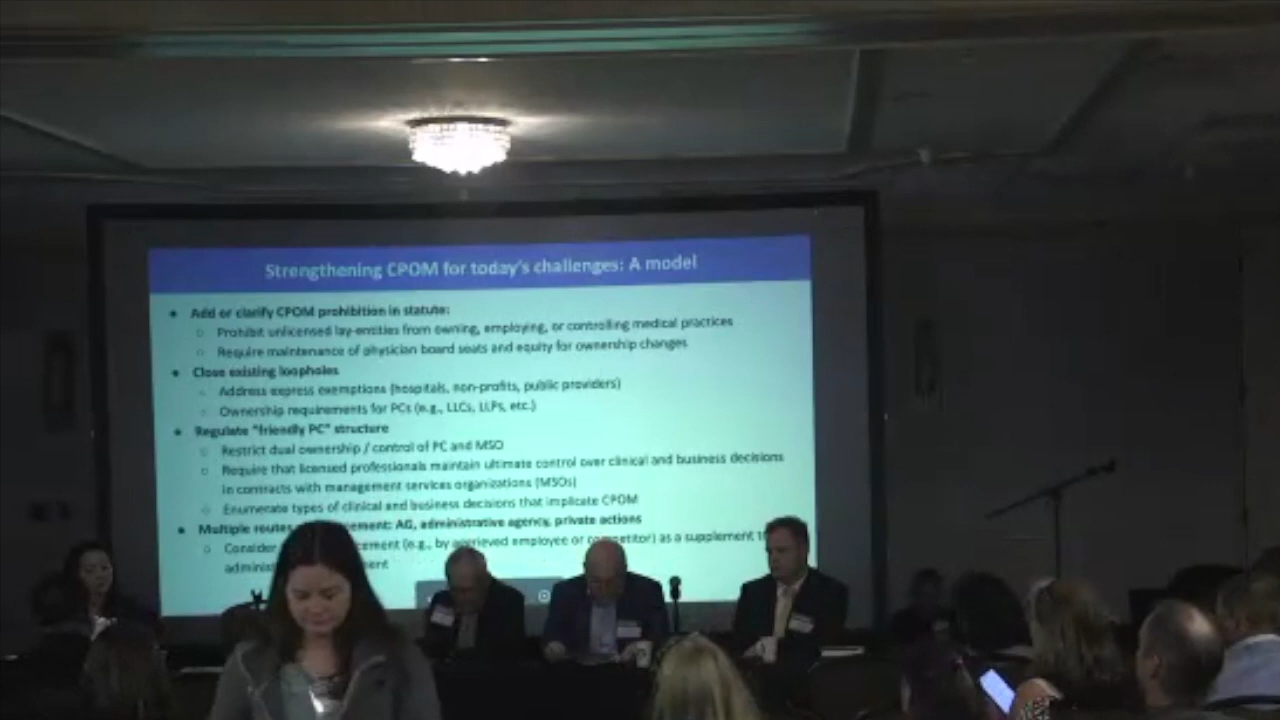 Strengthening CPOM for today's challenges: A model
• Add or clarify CPOM prohibition in statute:
○ Prohibit unlicensed lay-entities from owning, employing, or controlling medical practices
○ Require maintenance of physician board seats and equity for ownership changes
• Close existing loopholes
○ Address express exemptions (hospitals, non-profits, public providers)
○ Ownership requirements for PCs (e.g., LLCs, LLPs, etc.)
• Regulate "friendly PC" structure
○ Restrict dual ownership / control of PC and MSO
○ Require that licensed professionals maintain ultimate control over clinical and business decisions
in contracts with management services organizations (MSOs)
○ Enumerate types of clinical and business decisions that implicate CPOM
• Multiple routes AG, administrative agency, private actions
○ Consider (e.g., by aggrieved employee or competitor) as a supplement